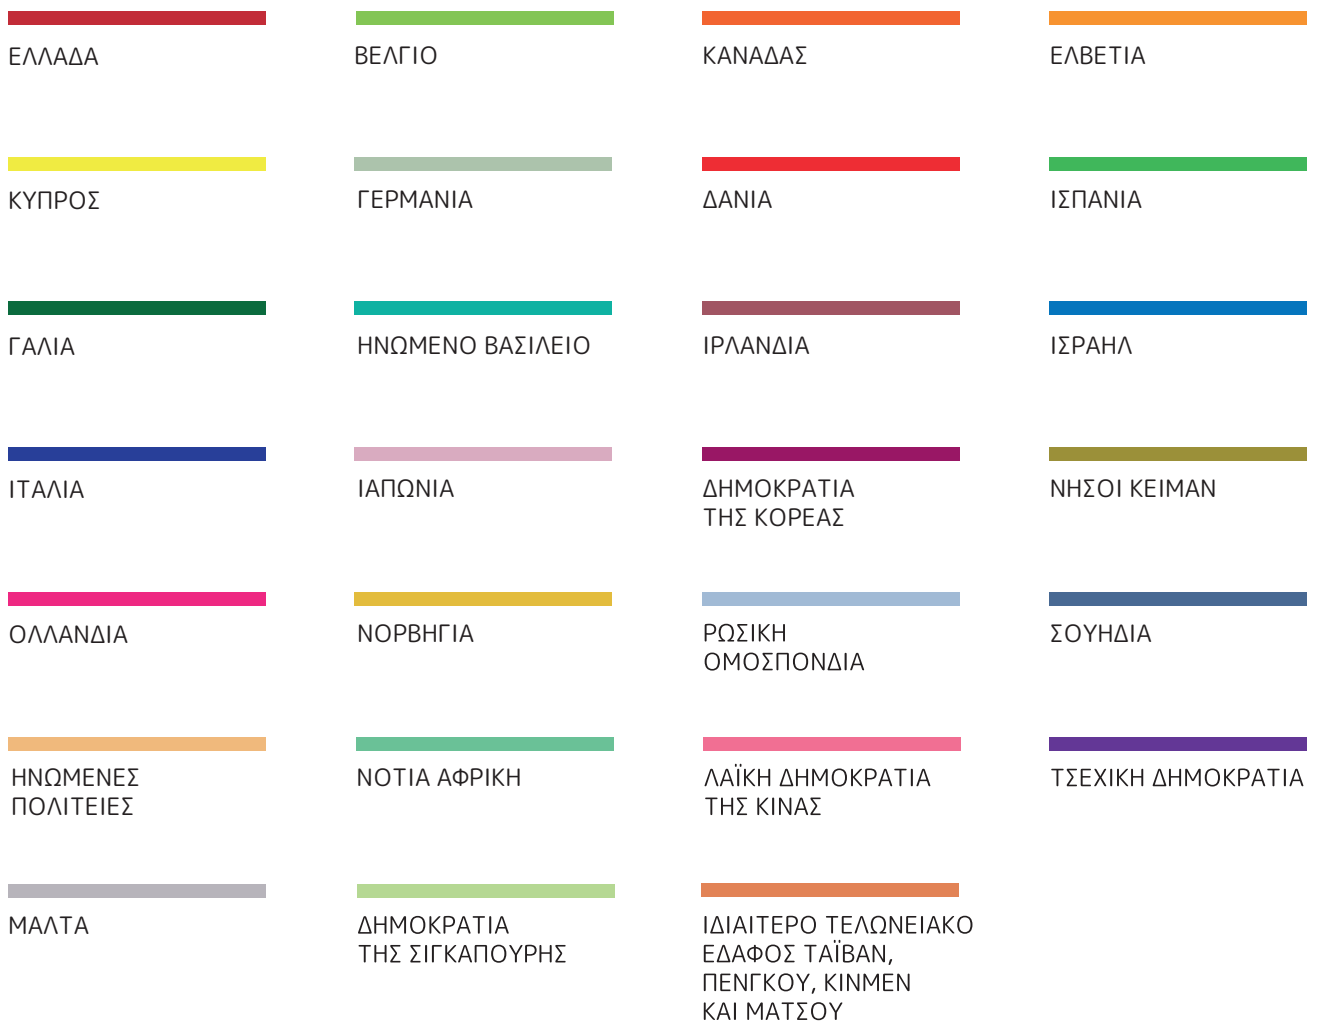 ΕΛΛΑΔΑ
ΒΕΛΓΙΟ
ΚΑΝΑΔΑΣ
ΕΛΒΕΤΙΑ
ΚΥΠΡΟΣ
ΓΕΡΜΑΝΙΑ
ΔΑΝΙΑ
ΙΣΠΑΝΙΑ
ΓΑΛΙΑ
ΗΝΩΜΕΝΟ ΒΑΣΙΛΕΙΟ
ΙΡΛΑΝΔΙΑ
ΙΣΡΑΗΛ
ΙΤΑΛΙΑ
ΙΑΠΩΝΙΑ
ΔΗΜΟΚΡΑΤΙΑ
ΤΗΣ ΚΟΡΕΑΣ
ΝΗΣΟΙ ΚΕΙΜΑΝ
ΟΛΛΑΝΔΙΑ
ΝΟΡΒΗΓΙΑ
ΡΩΣΙΚΗ
ΟΜΟΣΠΟΝΔΙΑ
ΣΟΥΗΔΙΑ
ΗΝΩΜΕΝΕΣ
ΠΟΛΙΤΕΙΕΣ
ΝΟΤΙΑ ΑΦΡΙΚΗ
ΛΑΪΚΗ ΔΗΜΟΚΡΑΤΙΑ
ΤΗΣ ΚΙΝΑΣ
ΤΣΕΧΙΚΗ ΔΗΜΟΚΡΑΤΙΑ
ΜΑΛΤΑ
ΔΗΜΟΚΡΑΤΙΑ
ΤΗΣ ΣΙΓΚΑΠΟΥΡΗΣ
ΙΔΙΑΙΤΕΡΟ ΤΕΛΩΝΕΙΑΚΟ
ΕΔΑΦΟΣ ΤΑΪΒΑΝ,
ΠΕΝΓΚΟΥ, ΚΙΝΜΕΝ
ΚΑΙ ΜΑΤΣΟΥ